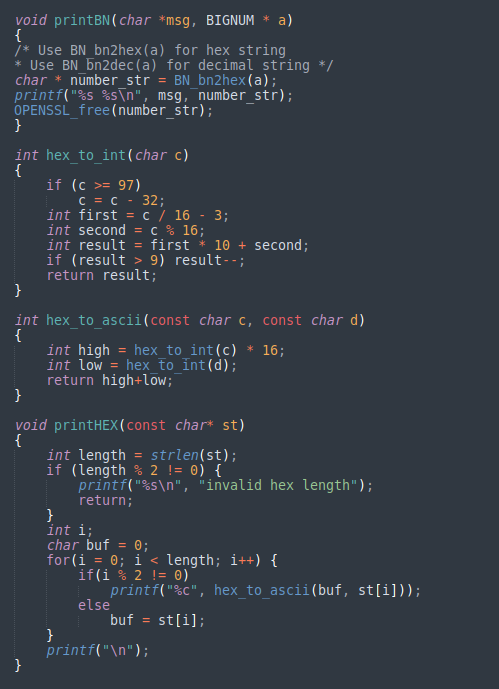 void printBN(char *msg, BIGNUM * a)
{
/* Use BN_bn2hex(a) for hex string
* Use BN_bn2dec(a) for decimal string */
char * number_str = BN_bn2hex(a);
printf("%s %s\n", msg, number_str);
OPENSSL_free(number_str);
}

int hex_to_int(char c)
{
    if (c >= 97)
        c = c - 32;
    int first = c / 16 - 3;
    int second = c % 16;
    int result = first * 10 + second;
    if (result > 9) result--;
    return result;
}

int hex_to_ascii(const char c, const char d)
{
    int high = hex_to_int(c) * 16;
    int low = hex_to_int(d);
    return high+low;
}

void printHEX(const char* st)
{
    int length = strlen(st);
    if (length % 2 != 0) {
        printf("%s\n", "invalid hex length");
        return;
    }
    int i;
    char buf = 0;
    for(i = 0; i < length; i++) {
        if(i % 2 != 0)
            printf("%c", hex_to_ascii(buf, st[i]));
        else
            buf = st[i];
    }
    printf("\n");
}